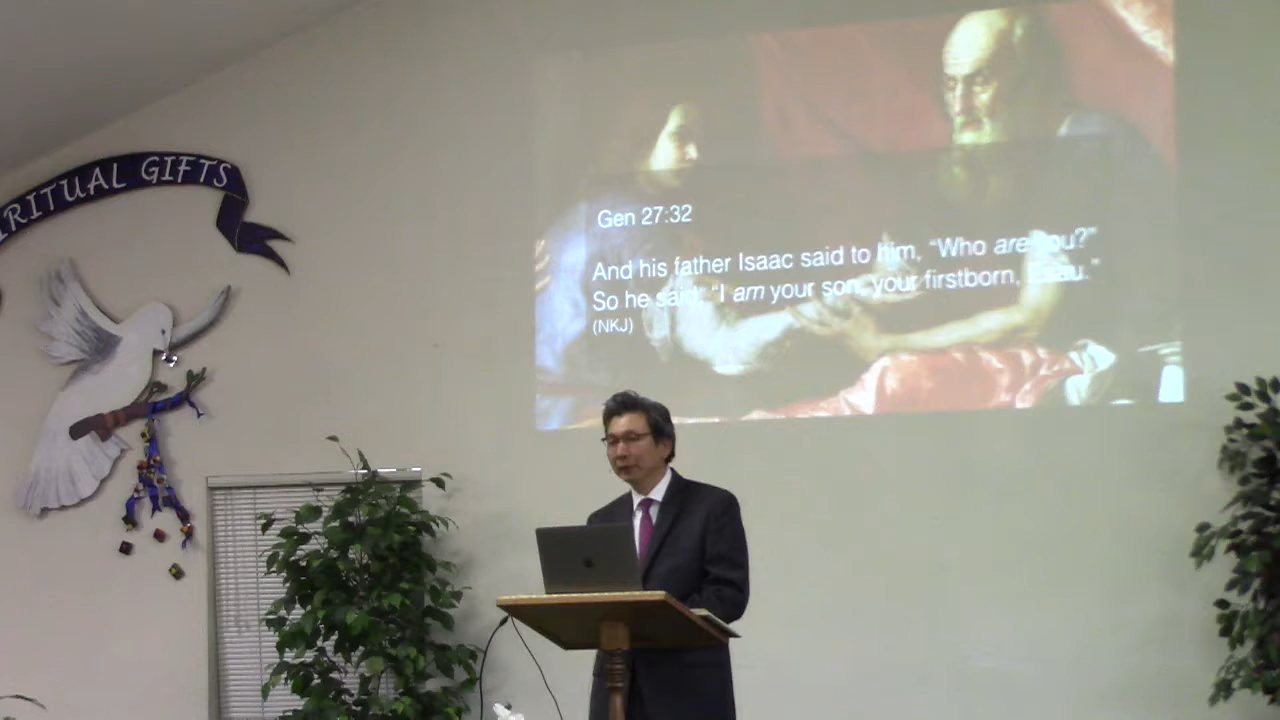 RITUAL GIFTS
Gen 27:32
And his father Isaac said to him, "Who are you?"
So he said, "I am your son, your firstborn, Esau."
(NKJ)